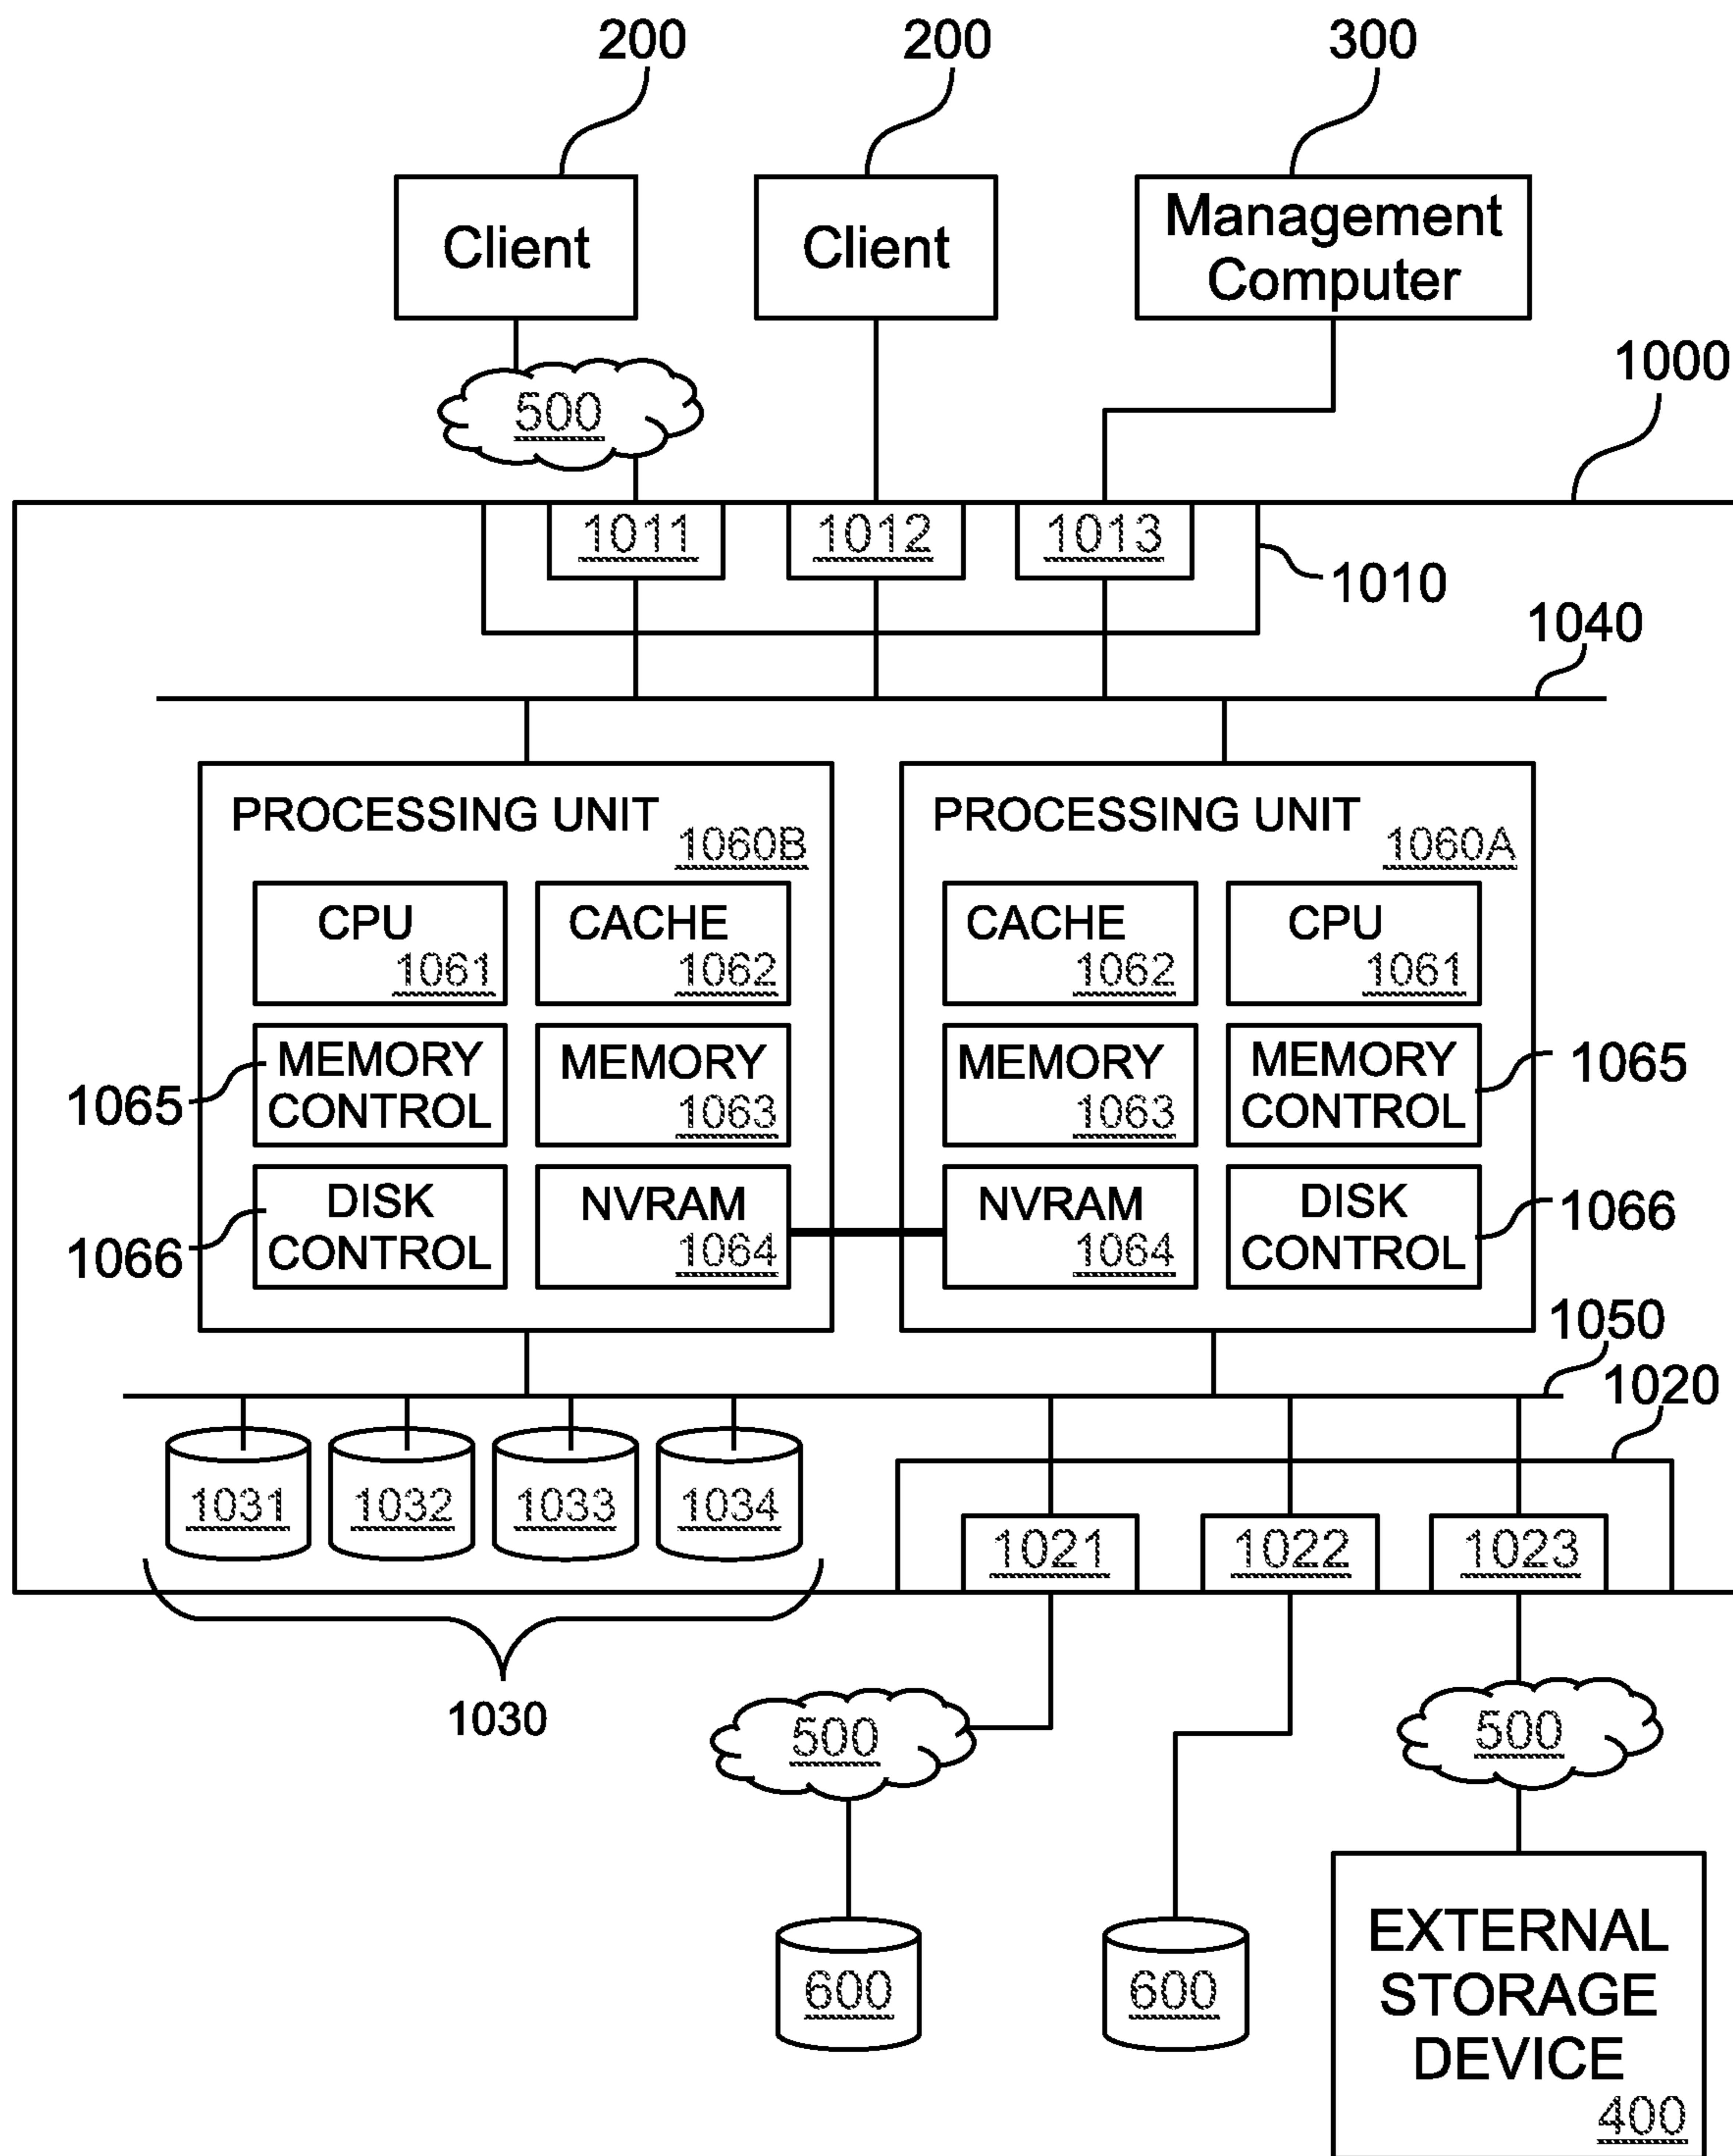 200
200
300
Client
Client
Management
Computer
1000
500
1011
1012
1013
1010
1040
PROCESSING UNIT
1060B
CPU
1061
CACHE
1062
1065
MEMORY
CONTROL
MEMORY
1063
1066
DISK
CONTROL
NVRAM
1064
PROCESSING UNIT
1060A
CACHE
1062
CPU
1061
MEMORY
1063
MEMORY
CONTROL
1065
NVRAM
1064
DISK
CONTROL
1066
1050
1020
1031
1032
1033
1034
1021
1022
1023
1030
500
500
600
600
EXTERNAL
STORAGE
DEVICE
400